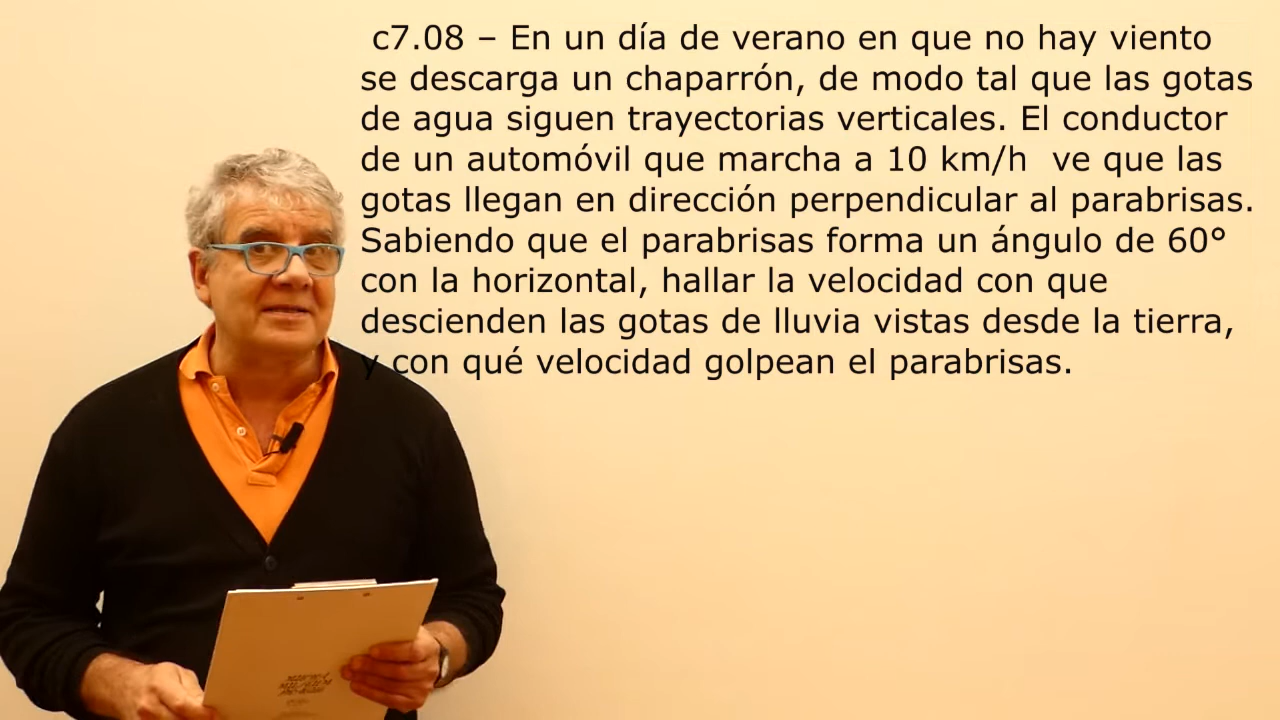 c7.08 – En un día de verano en que no hay viento
se descarga un chaparrón, de modo tal que las gotas
de agua siguen trayectorias verticales. El conductor
de un automóvil que marcha a 10 km/h  ve que las
gotas llegan en dirección perpendicular al parabrisas.
Sabiendo que el parabrisas forma un ángulo de 60°
con la horizontal, hallar la velocidad con que
descienden las gotas de lluvia vistas desde la tierra,
y con qué velocidad golpean el parabrisas.